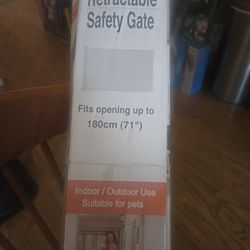 Retractable
Safety Gate
Fits opening up to
180cm (71")
Indoor / Outdoor Use
Suitable for pets